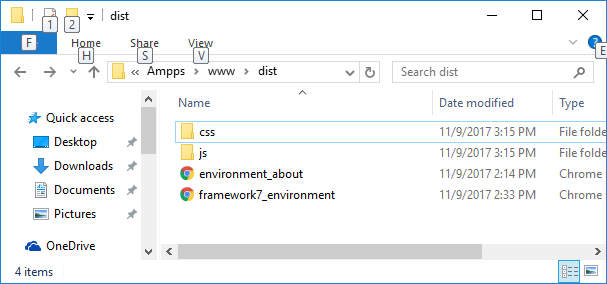 1 2 dist
F Home Share View E
H S V
« Ampps > www > dist Search dist
Name Date modified Type
Quick access
css 11/9/2017 3:15 PM File folde
Desktop
js 11/9/2017 3:15 PM File folde
Downloads
environment_about 11/9/2017 2:14 PM Chrome
Documents
framework7_environment 11/9/2017 2:33 PM Chrome
Pictures
OneDrive
4 items